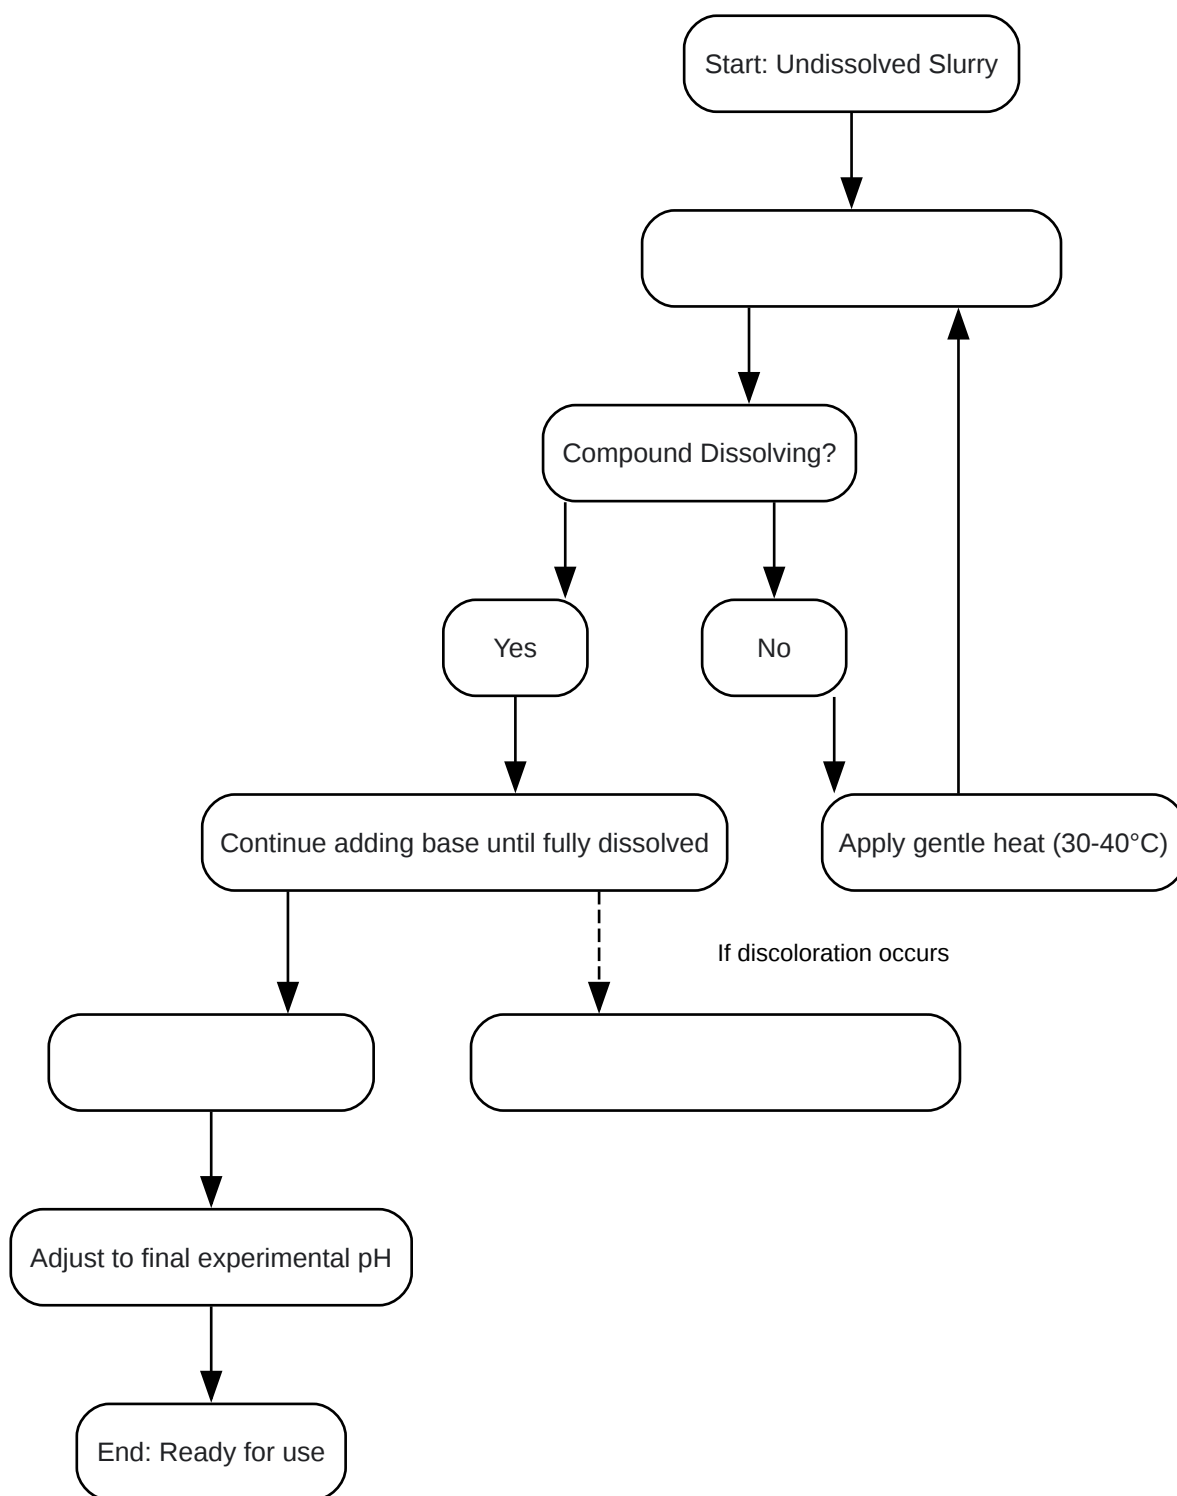 Start: Undissolved Slurry
Compound Dissolving?
Yes
No
Continue adding base until fully dissolved
Apply gentle heat (30-40°C)
If discoloration occurs
Adjust to final experimental pH
End: Ready for use